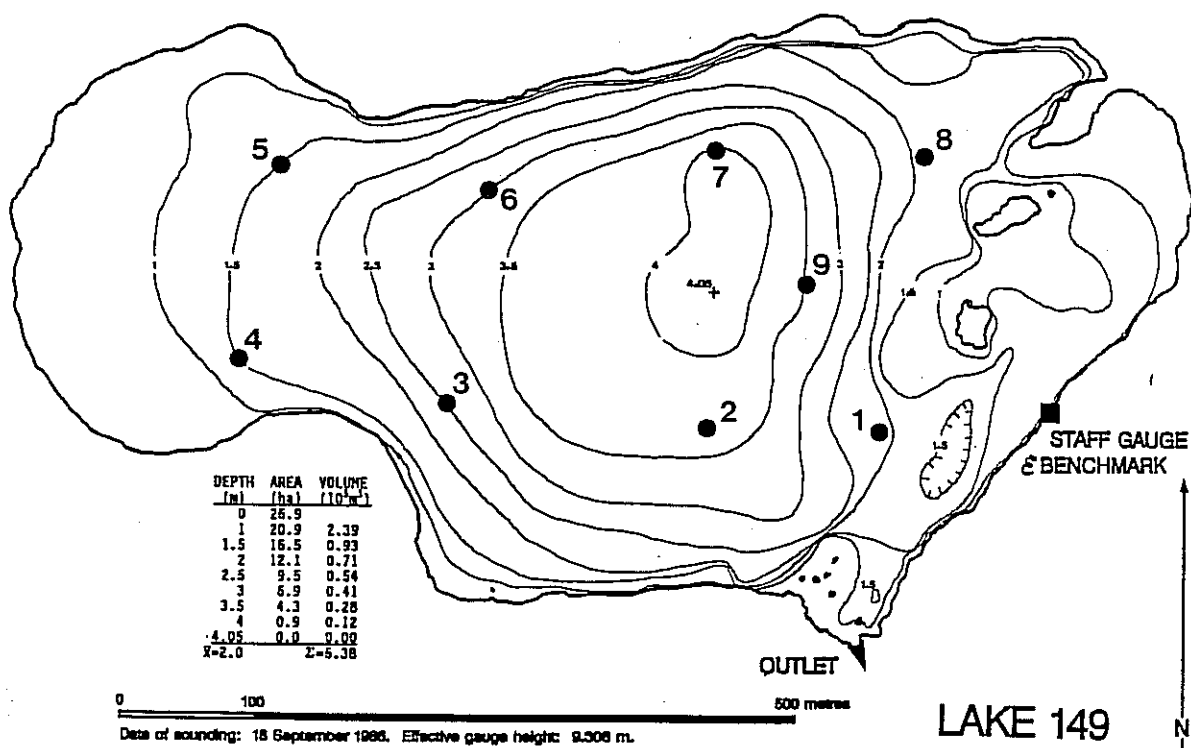 8
5
7
6
1
1.5
2
2.5
2
3.5
4
9
3
2
1.5
1
4.05
4
3
2
1
1.5
STAFF GAUGE
& BENCHMARK
DEPTH AREA VOLUME
(m) (ha)
0 26.9
1 20.9 2.39
1.5 16.5 0.93
2 12.1 0.71
2.5 9.5 0.54
3 6.9 0.41
3.5 4.3 0.28
4 0.9 0.12
4.05 0.0 0.00
X̄=2.0 Σ=5.38
1.5
OUTLET
0 100 500 metres
Date of sounding: 18 September 1986. Effective gauge height: 9.306 m.
LAKE 149
N